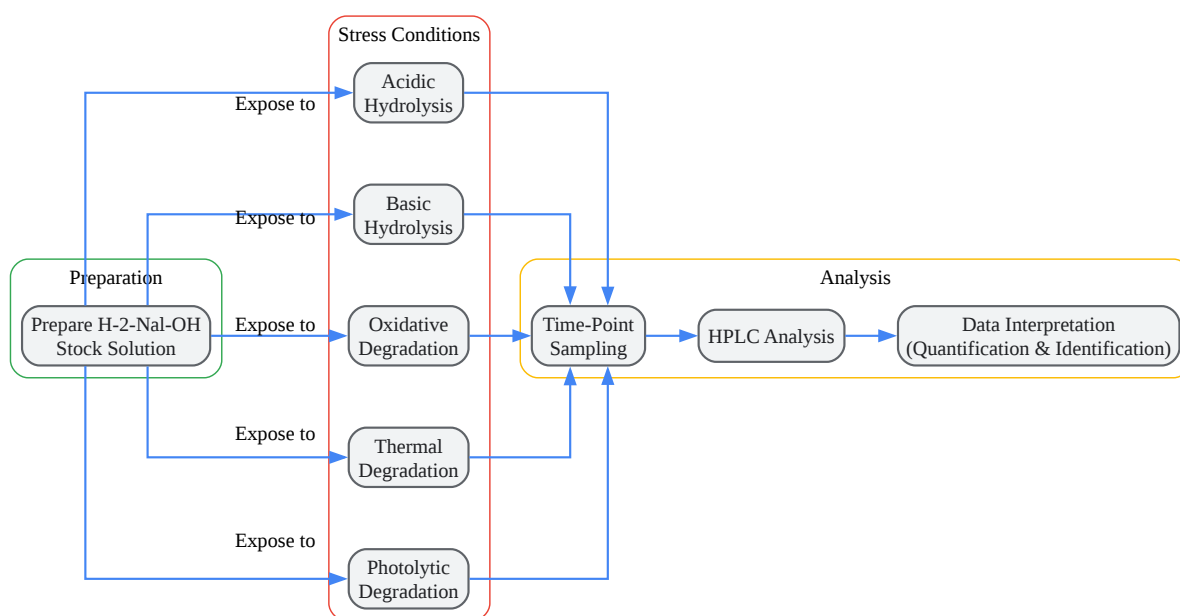 Stress Conditions
Acidic
Hydrolysis
Expose to
Basic
Hydrolysis
Expose to
Preparation
Prepare H-2-Nal-OH
Stock Solution
Expose to
Oxidative
Degradation
Analysis
Time-Point
Sampling
HPLC Analysis
Data Interpretation
(Quantification & Identification)
Expose to
Thermal
Degradation
Expose to
Photolytic
Degradation